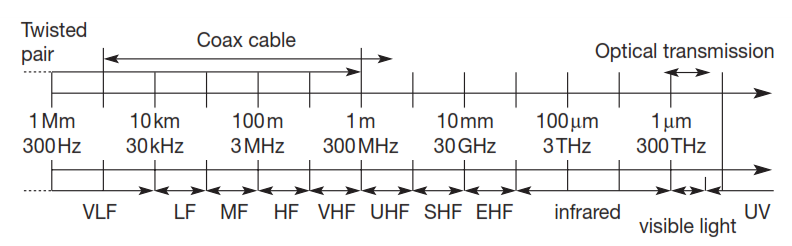 Twisted
pair
Coax cable
Optical transmission
1 Mm 10 km 100 m 1 m 10 mm 100 µm 1 µm
300 Hz 30 kHz 3 MHz 300 MHz 30 GHz 3 THz 300 THz
VLF LF MF HF VHF UHF SHF EHF infrared UV
visible light